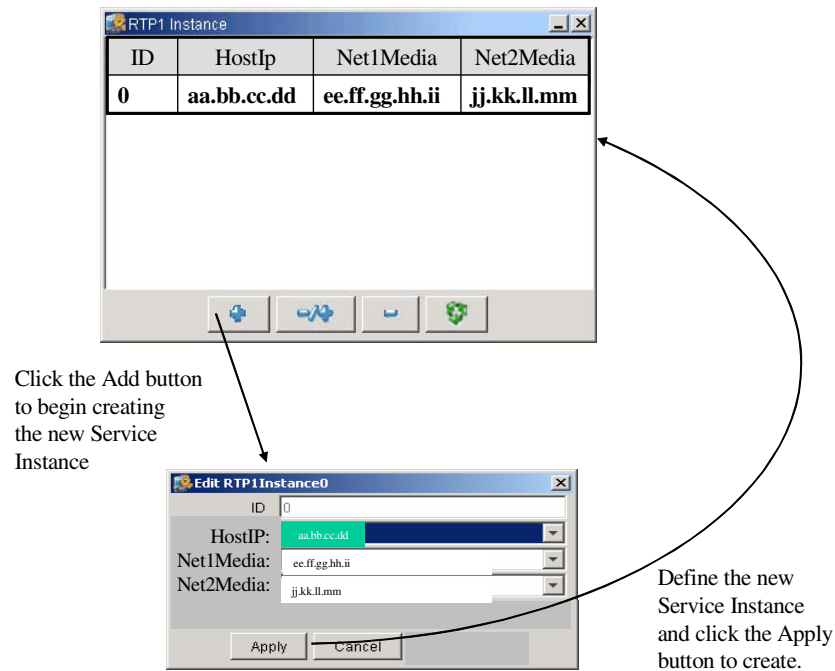 RTP1 Instance
ID HostIp Net1Media Net2Media
0 aa.bb.cc.dd ee.ff.gg.hh.ii jj.kk.ll.mm
Click the Add button
to begin creating
the new Service
Instance
Edit RTP1Instance0
ID 0
HostIP: aa.bb.cc.dd
Net1Media: ee.ff.gg.hh.ii
Net2Media: jj.kk.ll.mm
Apply Cancel
Define the new
Service Instance
and click the Apply
button to create.